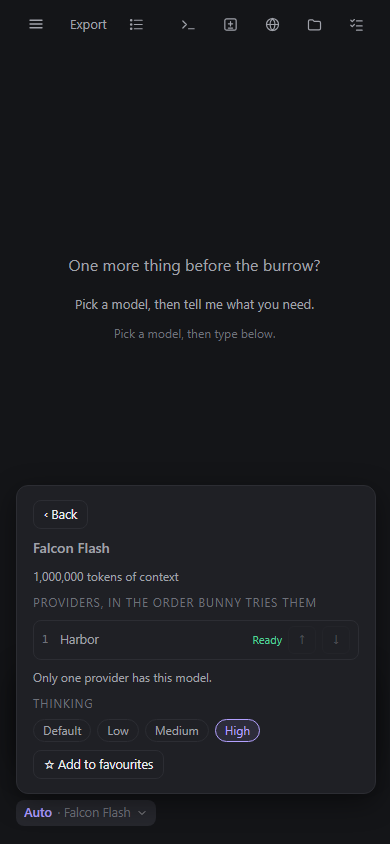 Export
One more thing before the burrow?
Pick a model, then tell me what you need.
Pick a model, then type below.
‹ Back
Falcon Flash
1,000,000 tokens of context
PROVIDERS, IN THE ORDER BUNNY TRIES THEM
1 Harbor Ready ↑ ↓
Only one provider has this model.
THINKING
Default Low Medium High
☆ Add to favourites
Auto · Falcon Flash